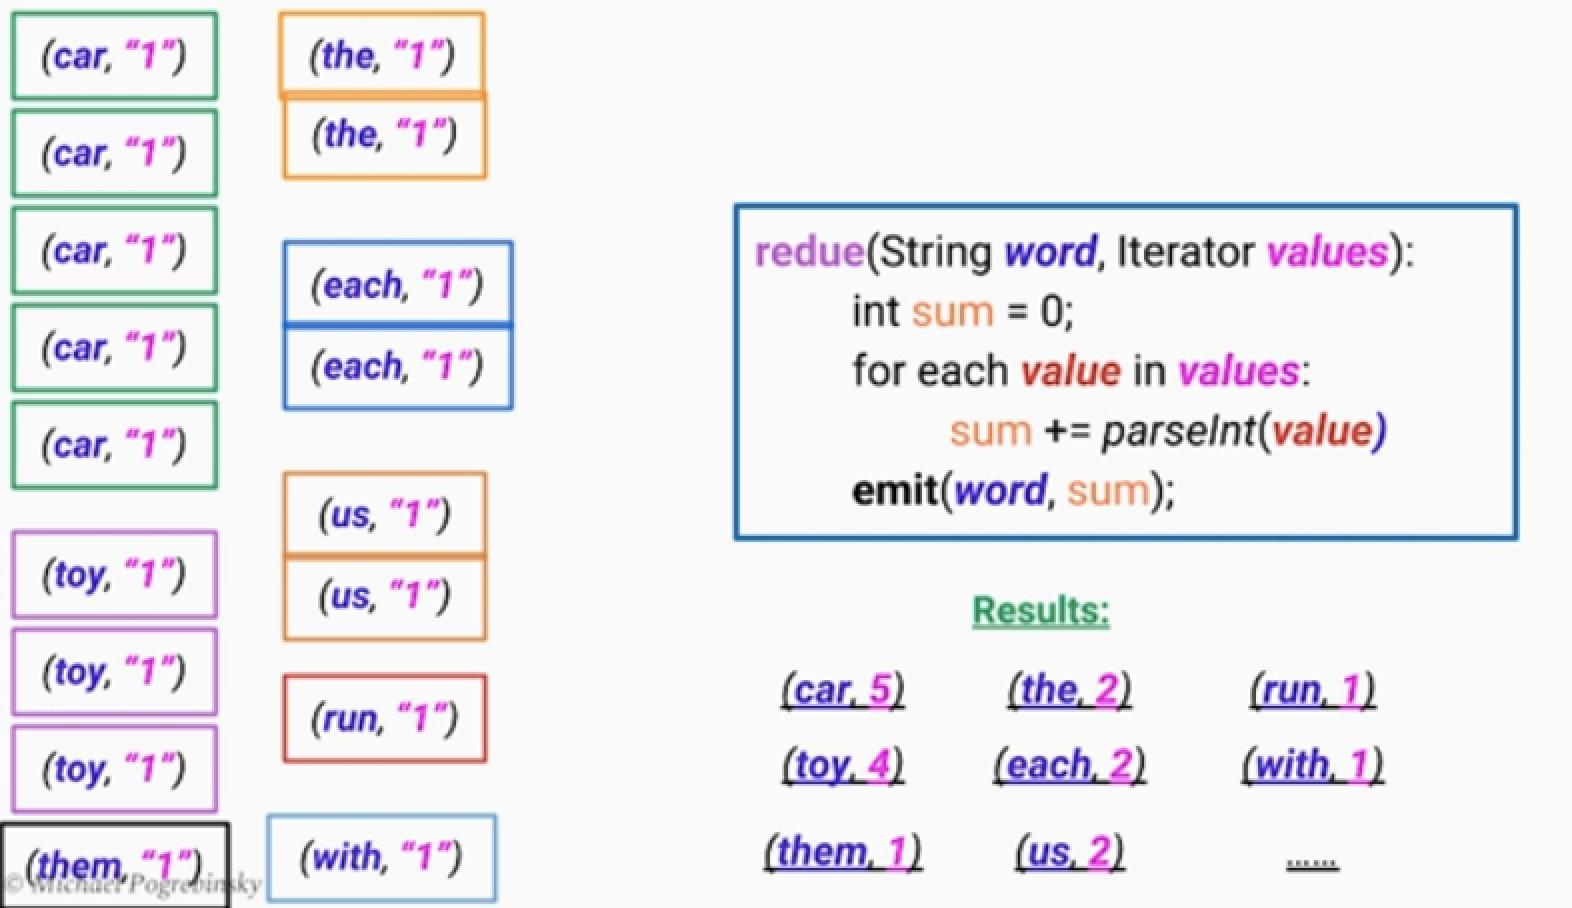 (car, “1”)
(car, “1”)
(car, “1”)
(car, “1”)
(car, “1”)
(toy, “1”)
(toy, “1”)
(toy, “1”)
(them, “1”)
© Michael Pogrebinsky
(the, “1”)
(the, “1”)
(each, “1”)
(each, “1”)
(us, “1”)
(us, “1”)
(run, “1”)
(with, “1”)
redue(String word, Iterator values):
int sum = 0;
for each value in values:
sum += parseInt(value)
emit(word, sum);
Results:
(car, 5) (the, 2) (run, 1)
(toy, 4) (each, 2) (with, 1)
(them, 1) (us, 2) ......